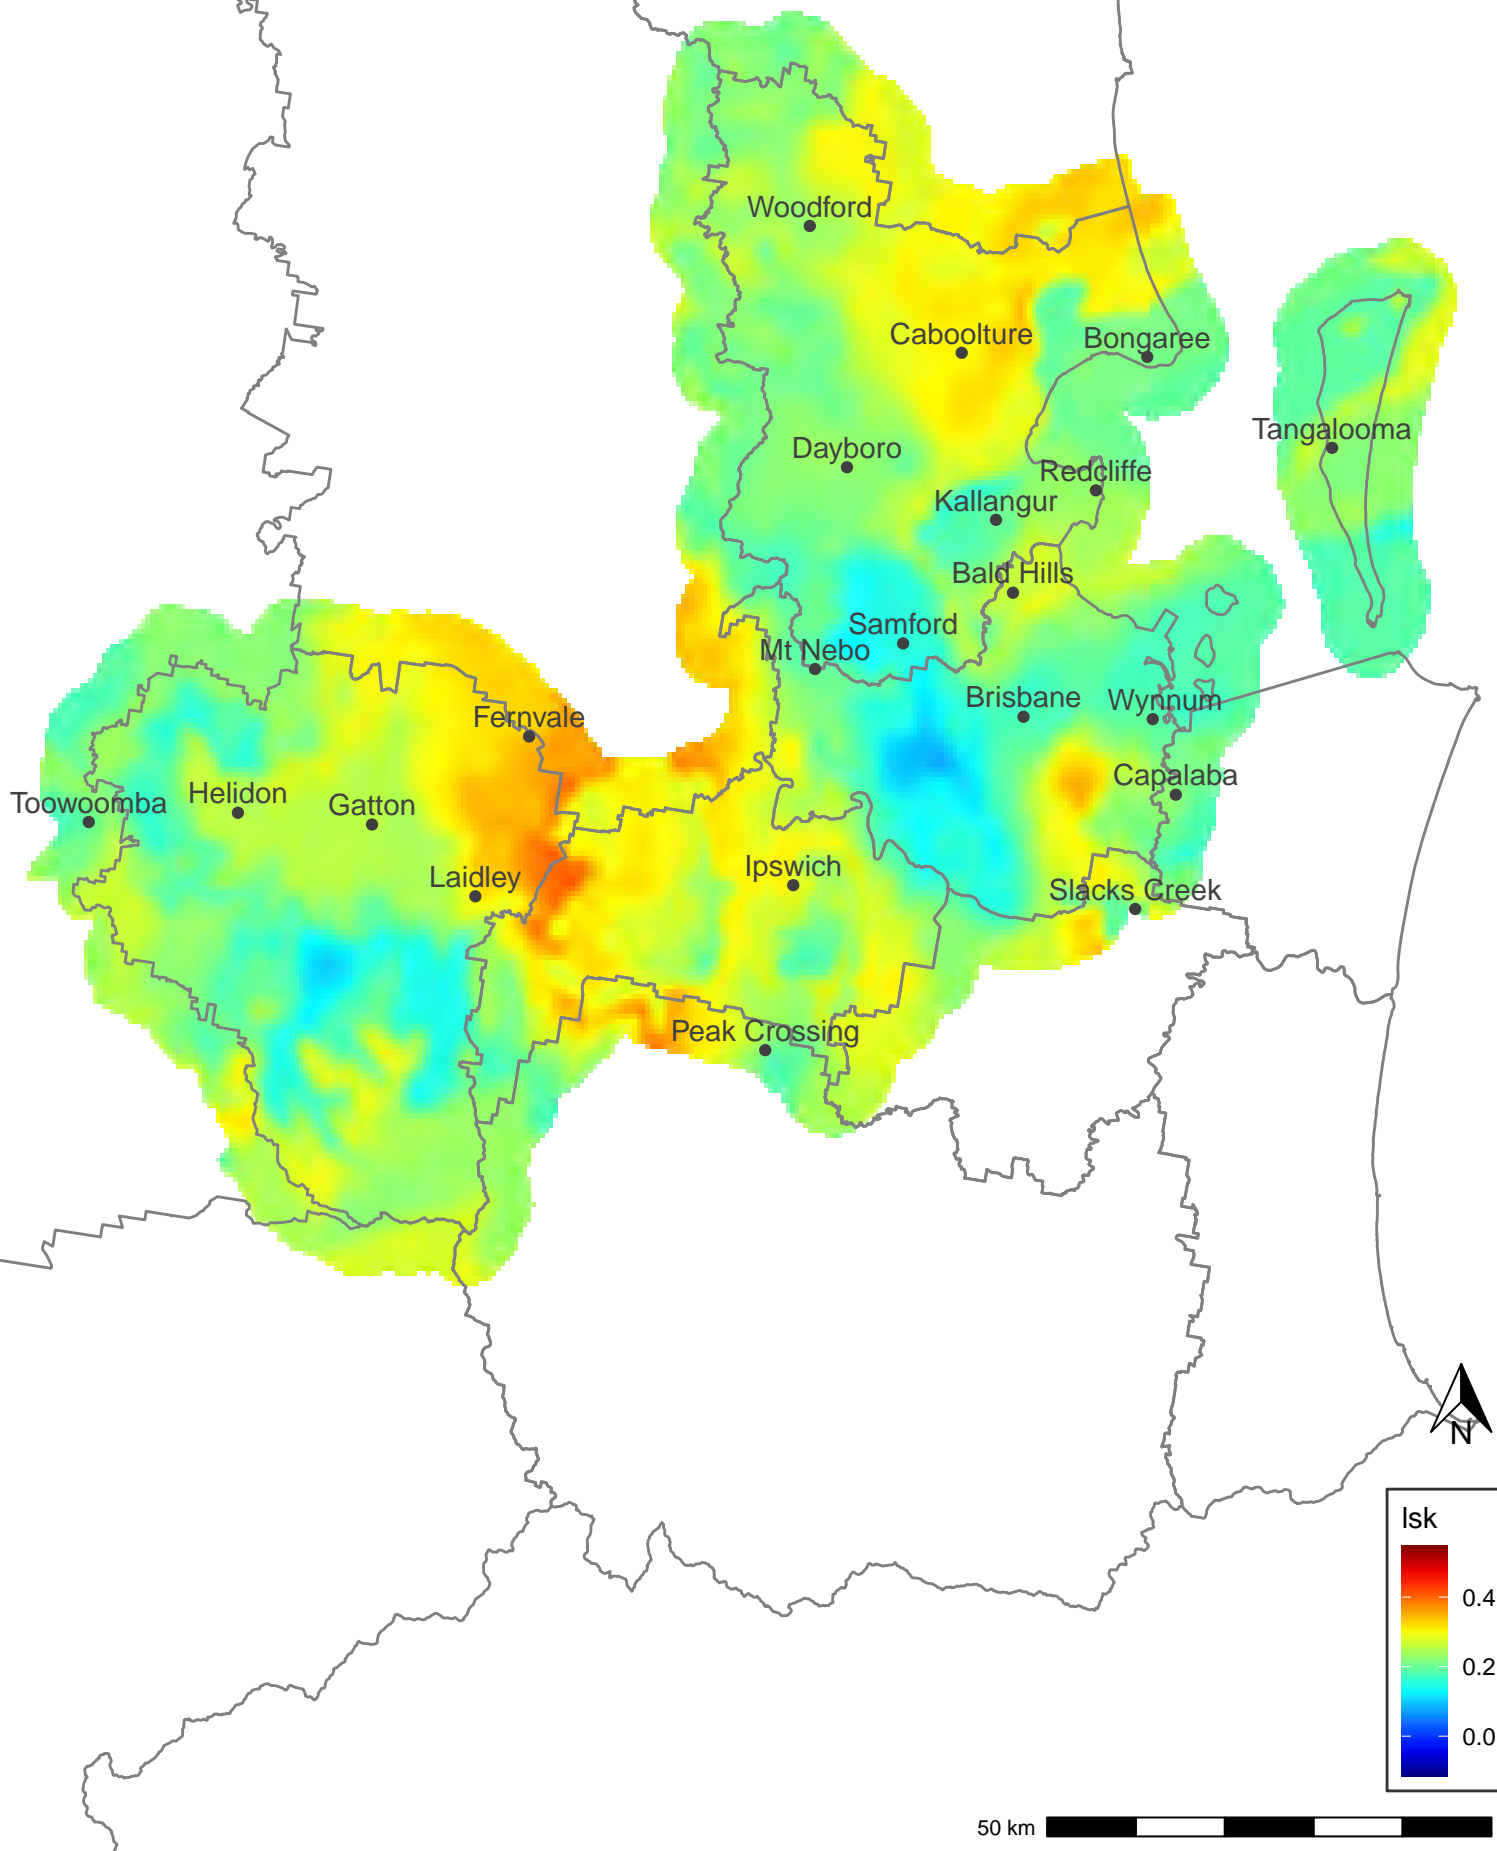 Woodford
Caboolture
Bongaree
Tangalooma
Dayboro
Redcliffe
Kallangur
Bald Hills
Samford
Mt Nebo
Brisbane
Wynnum
Fernvale
Capalaba
Toowoomba
Helidon
Gatton
Ipswich
Laidley
Slacks Creek
Peak Crossing
N
lsk
0.4
0.2
0.0
50 km